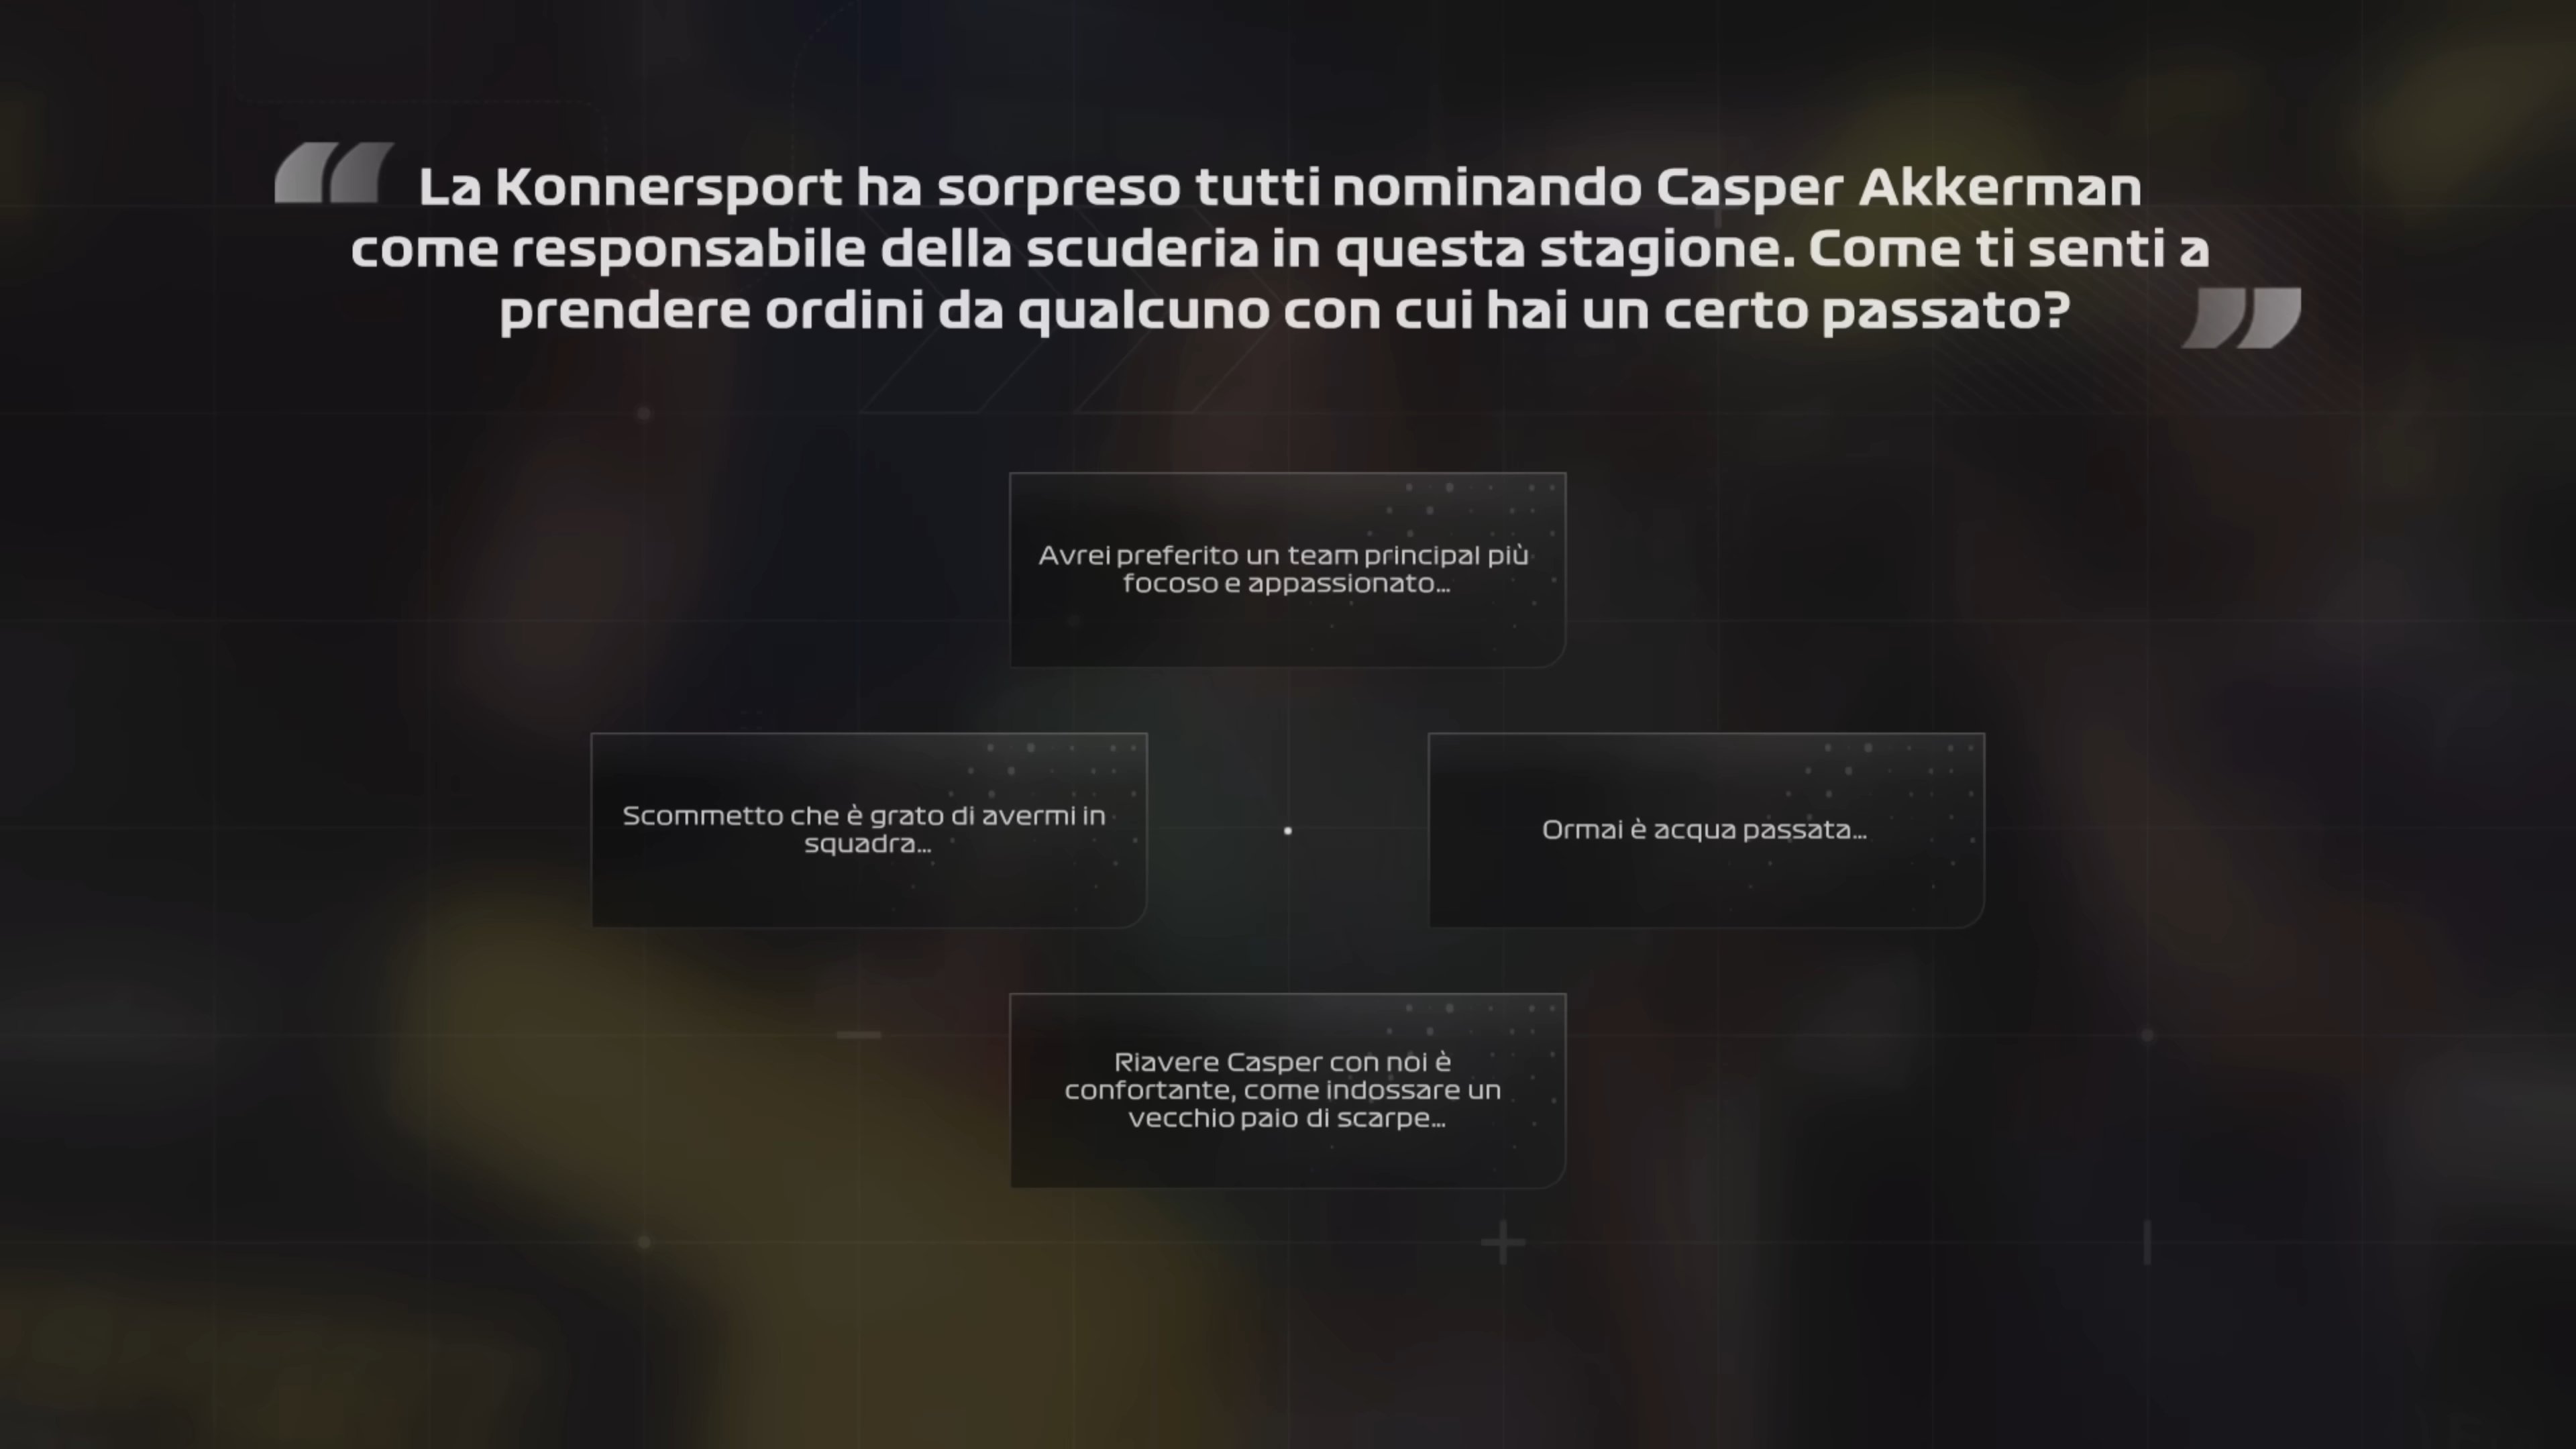 La Konnersport ha sorpreso tutti nominando Casper Akkerman
come responsabile della scuderia in questa stagione. Come ti senti a
prendere ordini da qualcuno con cui hai un certo passato?
Avrei preferito un team principal più
focoso e appassionato...
Scommetto che è grato di avermi in
squadra...
Ormai è acqua passata...
Riavere Casper con noi è
confortante, come indossare un
vecchio paio di scarpe...